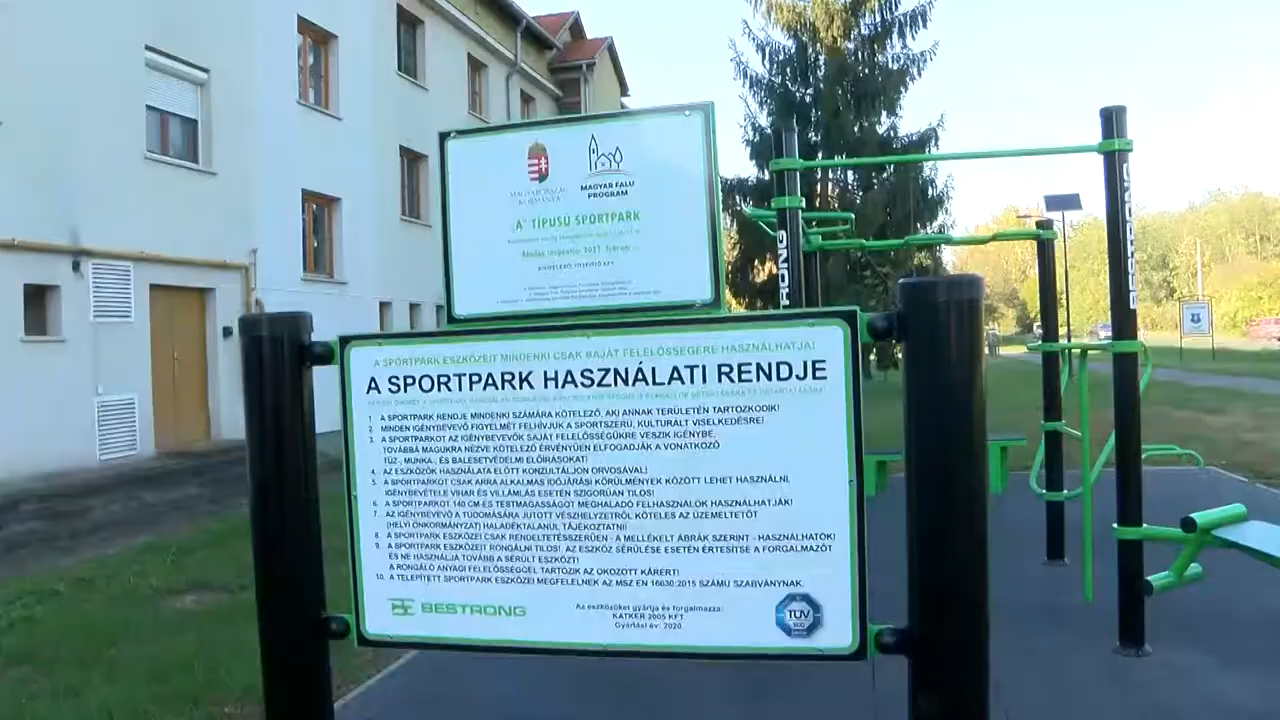 MAGYARORSZÁG
KORMÁNYA
MAGYAR FALU
PROGRAM
„A" TÍPUSÚ SPORTPARK
A SPORTPARK ESZKÖZEIT MINDENKI CSAK SAJÁT FELELŐSSÉGÉRE HASZNÁLHATJA!
A SPORTPARK HASZNÁLATI RENDJE
1. A SPORTPARK RENDJE MINDENKI SZÁMÁRA KÖTELEZŐ, AKI ANNAK TERÜLETÉN TARTÓZKODIK!
2. MINDEN IGÉNYBEVEVŐ FIGYELMÉT FELHÍVJUK A SPORTSZERŰ, KULTURÁLT VISELKEDÉSRE!
3. A SPORTPARKOT AZ IGÉNYBEVEVŐK SAJÁT FELELŐSSÉGÜKRE VESZIK IGÉNYBE,
TOVÁBBÁ MAGUKRA NÉZVE KÖTELEZŐ ÉRVÉNYŰEN ELFOGADJÁK A VONATKOZÓ
TŰZ-, MUNKA-, ÉS BALESETVÉDELMI ELŐÍRÁSOKAT!
4. AZ ESZKÖZÖK HASZNÁLATA ELŐTT KONZULTÁLJON ORVOSÁVAL!
5. A SPORTPARKOT CSAK ARRA ALKALMAS IDŐJÁRÁSI KÖRÜLMÉNYEK KÖZÖTT LEHET HASZNÁLNI,
IGÉNYBEVÉTELE VIHAR ÉS VILLÁMLÁS ESETÉN SZIGORÚAN TILOS!
6. A SPORTPARKOT 140 CM-ES TESTMAGASSÁGOT MEGHALADÓ FELHASZNÁLÓK HASZNÁLHATJÁK!
7. AZ IGÉNYBEVEVŐ A TUDOMÁSÁRA JUTOTT VÉSZHELYZETRŐL KÖTELES AZ ÜZEMELTETŐT
(HELYI ÖNKORMÁNYZAT) HALADÉKTALANUL TÁJÉKOZTATNI!
8. A SPORTPARK ESZKÖZEI CSAK RENDELTETÉSSZERŰEN - A MELLÉKELT ÁBRÁK SZERINT - HASZNÁLHATÓK!
9. A SPORTPARK ESZKÖZEIT RONGÁLNI TILOS! AZ ESZKÖZ SÉRÜLÉSE ESETÉN ÉRTESÍTSE A FORGALMAZÓT
ÉS NE HASZNÁLJA TOVÁBB A SÉRÜLT ESZKÖZT!
A RONGÁLÓ ANYAGI FELELŐSSÉGGEL TARTOZIK AZ OKOZOTT KÁRÉRT!
10. A TELEPÍTETT SPORTPARK ESZKÖZEI MEGFELELNEK AZ MSZ EN 16630:2015 SZÁMÚ SZABVÁNYNAK.
BESTRONG
Az eszközöket gyártja és forgalmazza:
KATKER 2005 KFT
Gyártási év: 2020
TÜV
SÜD
RONG
BESTRONG